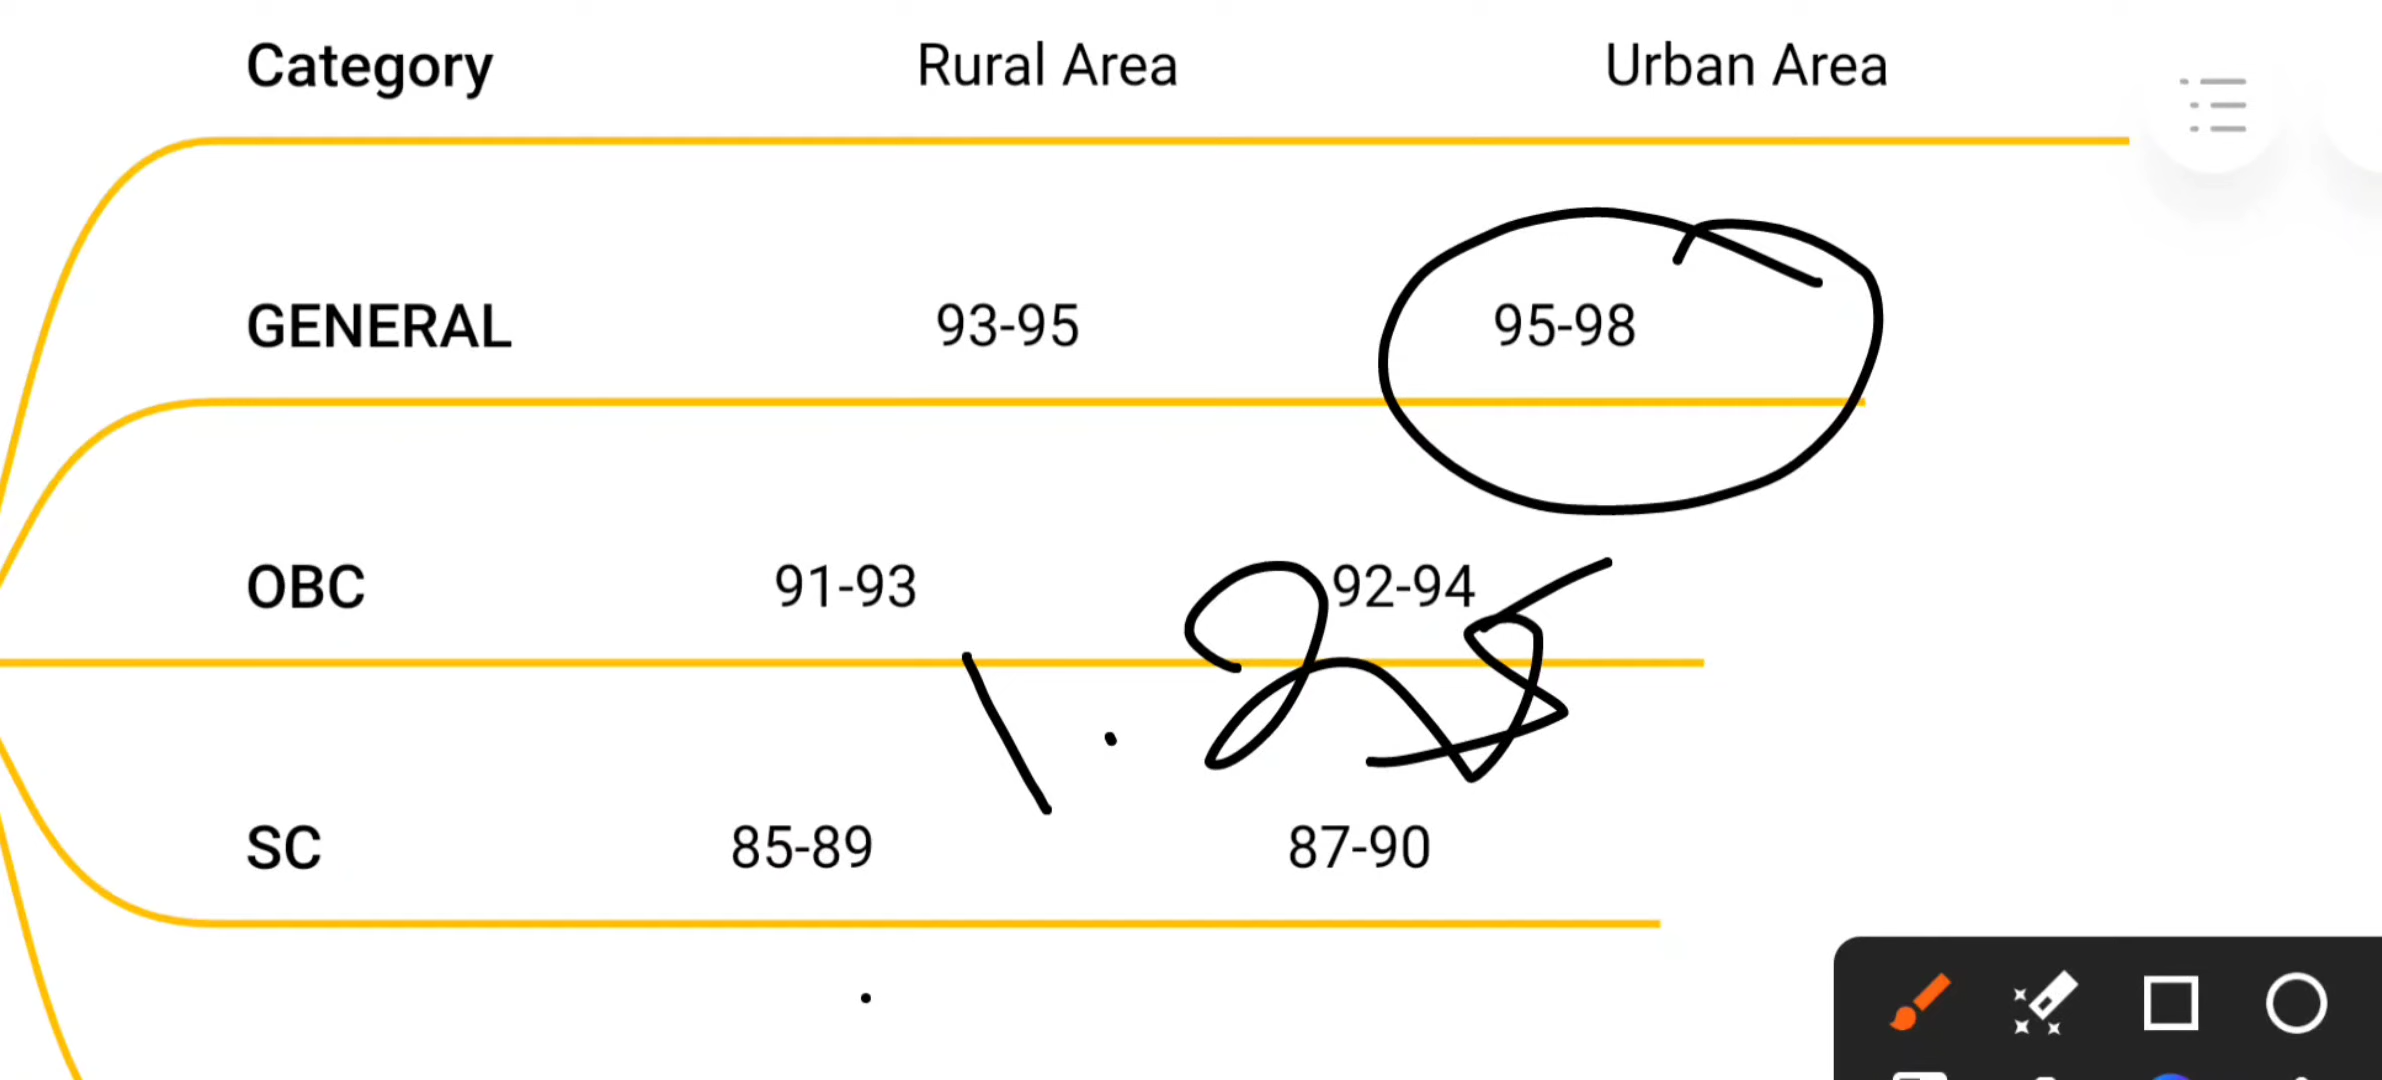 Category Rural Area Urban Area
GENERAL 93-95 95-98
OBC 91-93 92-94
1.25
SC 85-89 87-90